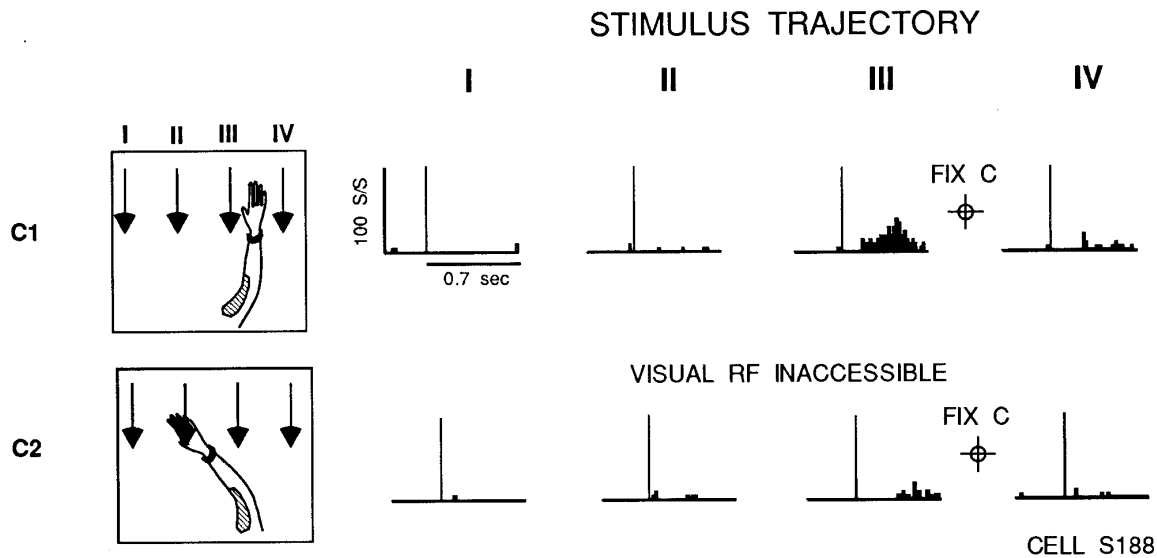 STIMULUS TRAJECTORY
I II III IV
I II III IV
C1
100 S/S
0.7 sec
FIX C
VISUAL RF INACCESSIBLE
C2
FIX C
CELL S188